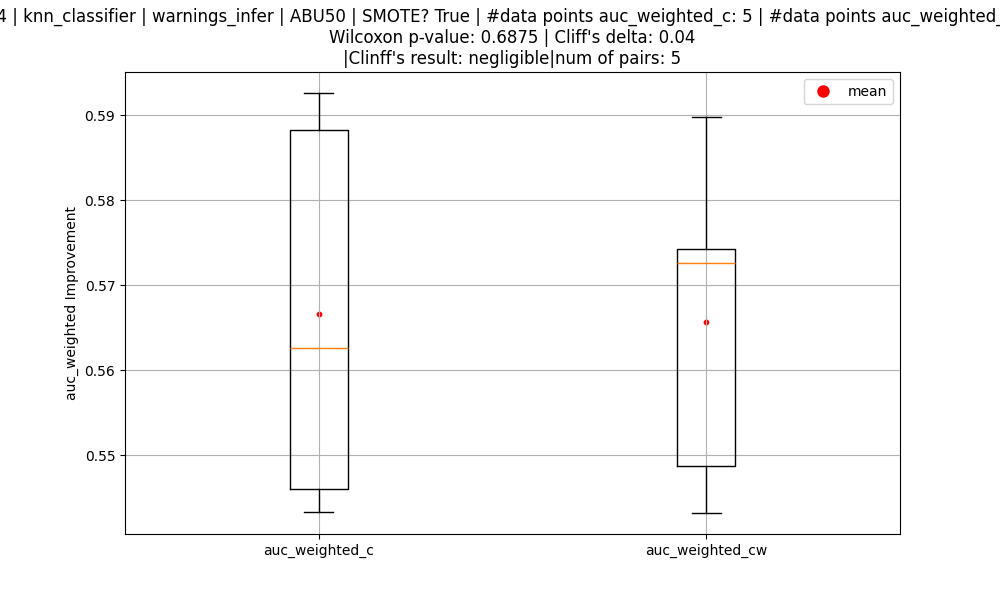 4 | knn_classifier | warnings_infer | ABU50 | SMOTE? True | #data points auc_weighted_c: 5 | #data points auc_weighted_
Wilcoxon p-value: 0.6875 | Cliff's delta: 0.04
|Clinff's result: negligible|num of pairs: 5
mean
0.59
0.58
0.57
0.56
0.55
auc_weighted Improvement
auc_weighted_c
auc_weighted_cw